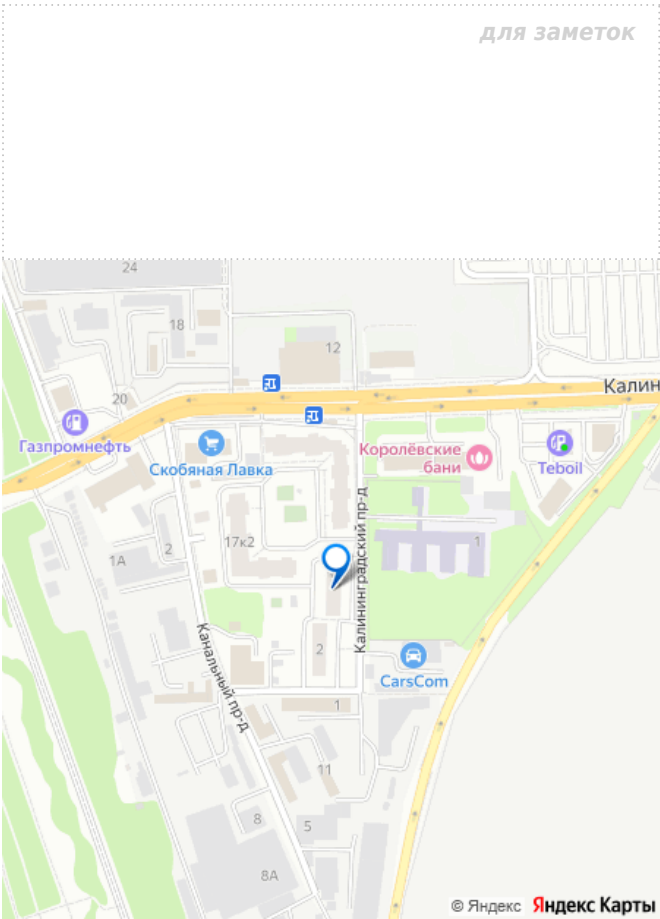 для заметок
24
18
12
20
Калин
Газпромнефть
Скобяная Лавка
Королёвские
бани
Teboil
Калининградский пр-д
17к2
1
2
1А
Канальный пр-д
2
CarsCom
1
11
8
5
8А
© Яндекс Яндекс Карты